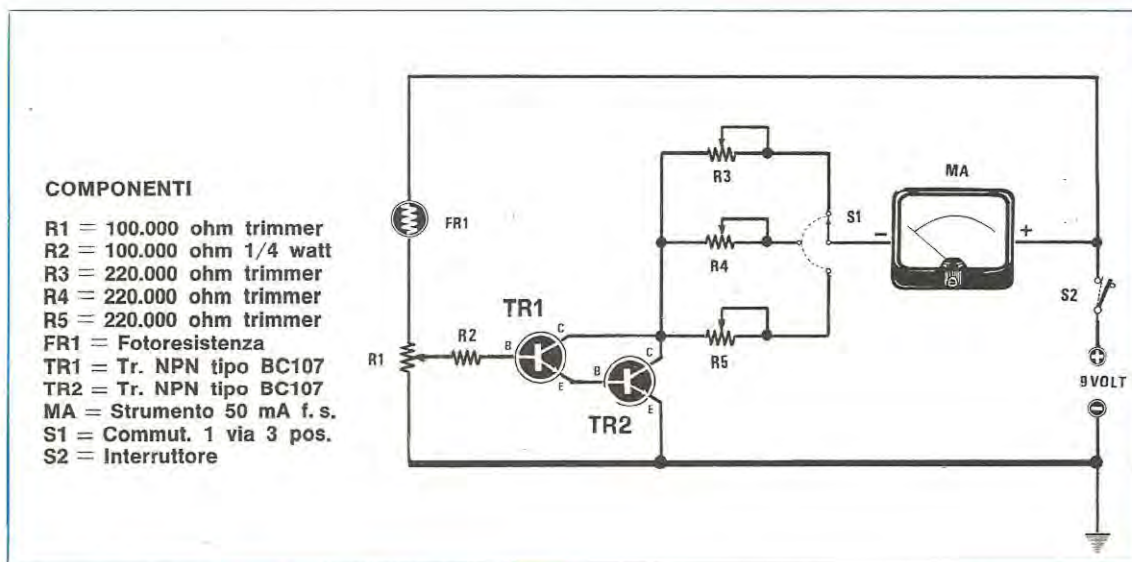 COMPONENTI
R1 = 100.000 ohm trimmer
R2 = 100.000 ohm 1/4 watt
R3 = 220.000 ohm trimmer
R4 = 220.000 ohm trimmer
R5 = 220.000 ohm trimmer
FR1 = Fotoresistenza
TR1 = Tr. NPN tipo BC107
TR2 = Tr. NPN tipo BC107
MA = Strumento 50 mA f. s.
S1 = Commut. 1 via 3 pos.
S2 = Interruttore
FR1
R1
R2
TR1
B
C
E
TR2
B
C
E
R3
R4
R5
S1
MA
-
+
S2
+
9 VOLT
-